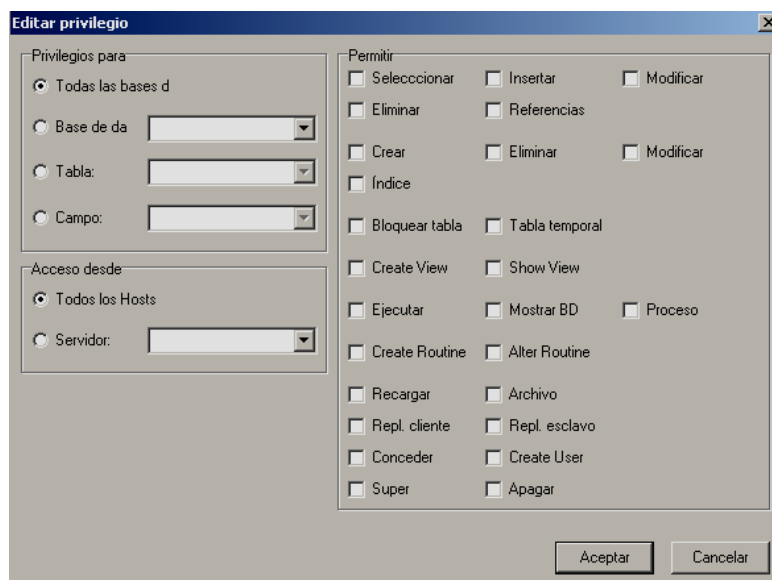 Editar privilegio
Privilegios para
Todas las bases d
Base de da
Tabla:
Campo:
Acceso desde
Todos los Hosts
Servidor:
Permitir
Selecccionar Insertar Modificar
Eliminar Referencias
Crear Eliminar Modificar
Índice
Bloquear tabla Tabla temporal
Create View Show View
Ejecutar Mostrar BD Proceso
Create Routine Alter Routine
Recargar Archivo
Repl. cliente Repl. esclavo
Conceder Create User
Super Apagar
Aceptar Cancelar